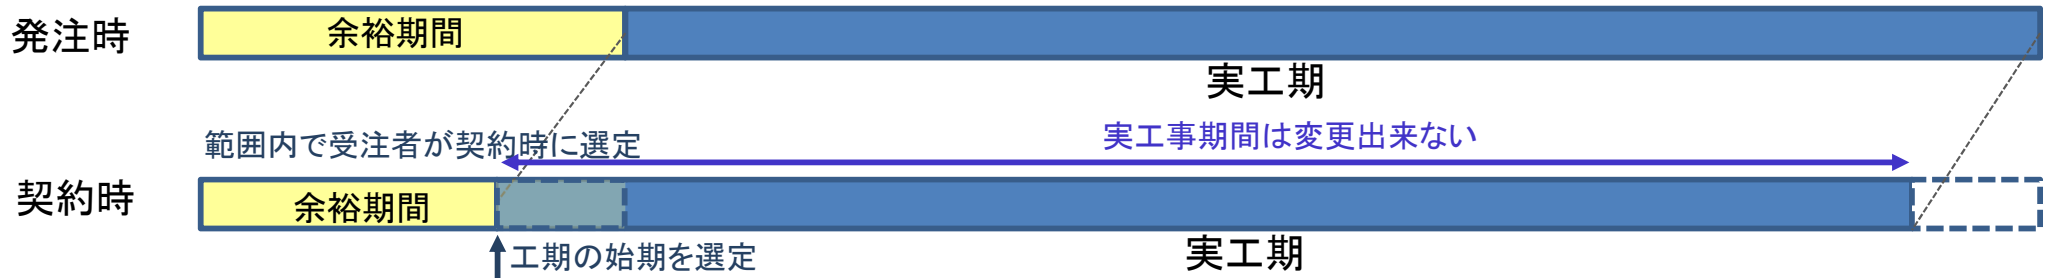 発注時
余裕期間
実工期
範囲内で受注者が契約時に選定
実工事期間は変更出来ない
契約時
余裕期間
工期の始期を選定
実工期